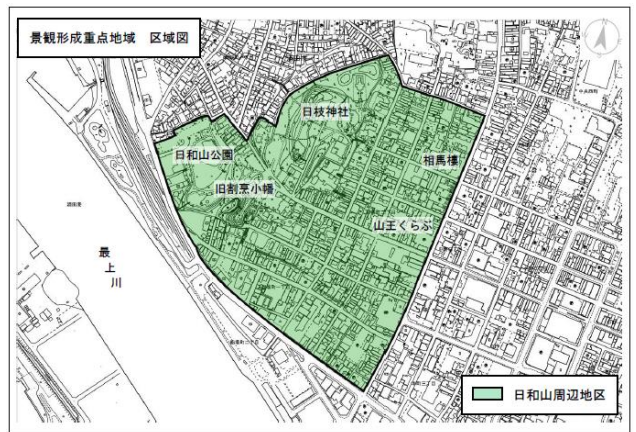 景観形成重点地域　区域図
日枝神社
日和山公園
相馬樓
旧割烹小幡
山王くらぶ
最上川
日和山周辺地区